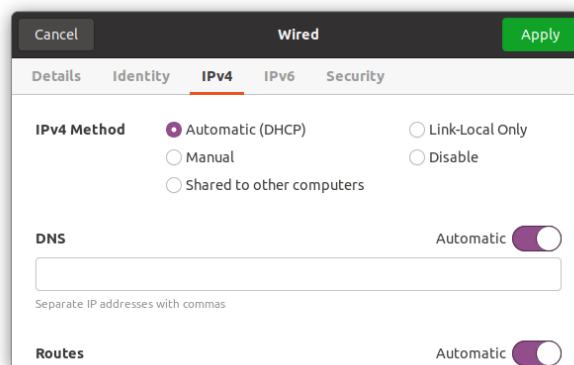 Cancel Wired Apply
Details Identity IPv4 IPv6 Security
IPv4 Method Automatic (DHCP) Link-Local Only
Manual Disable
Shared to other computers
DNS Automatic
Separate IP addresses with commas
Routes Automatic